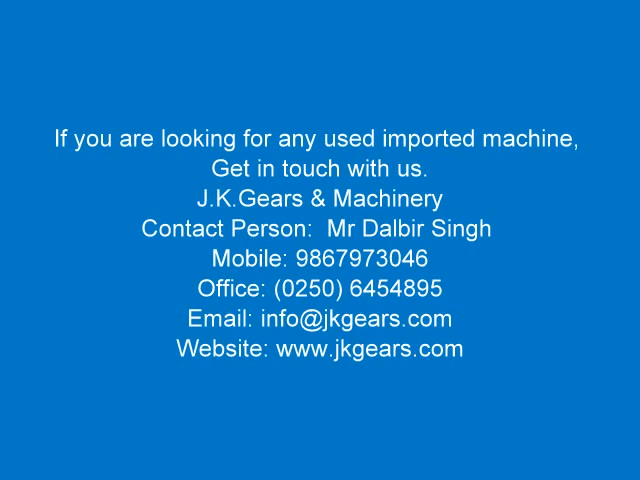 If you are looking for any used imported machine,
Get in touch with us.
J.K.Gears & Machinery
Contact Person:  Mr Dalbir Singh
Mobile: 9867973046
Office: (0250) 6454895
Email: info@jkgears.com
Website: www.jkgears.com